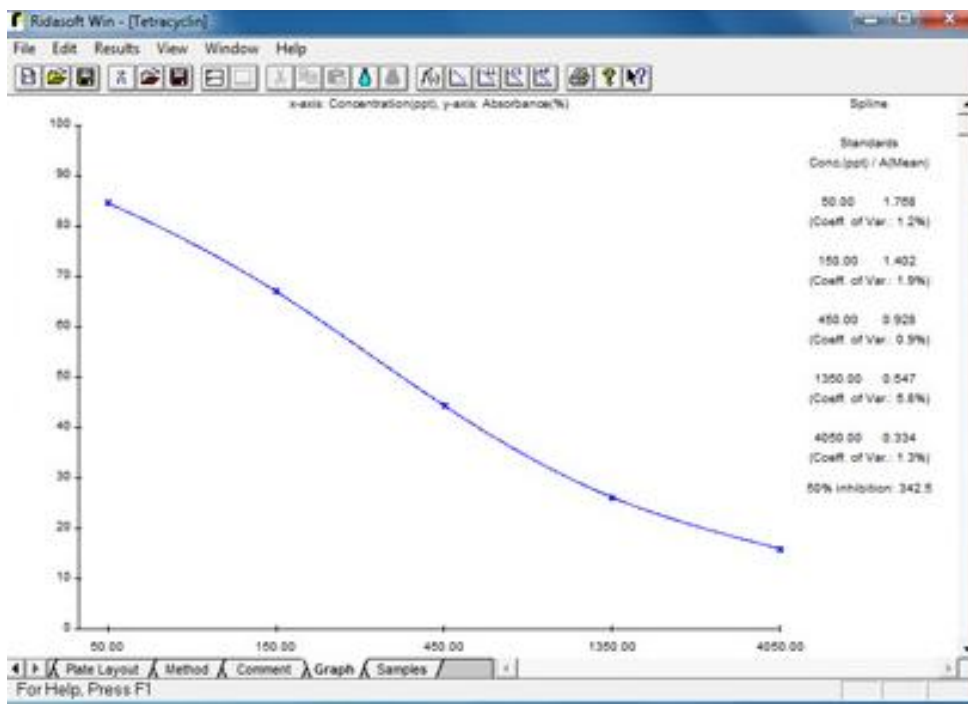 Ridasoft Win - [Tetracyclin]
File Edit Results View Window Help
x-axis: Concentration(ppt), y-axis: Absorbance(%)
Spline
Standards
Conc.(ppt) / A(Mean)
50.00 1.768
(Coeff. of Var.: 1.2%)
150.00 1.402
(Coeff. of Var.: 1.9%)
450.00 0.928
(Coeff. of Var.: 0.9%)
1350.00 0.547
(Coeff. of Var.: 5.8%)
4050.00 0.334
(Coeff. of Var.: 1.3%)
50% inhibition: 342.5
100
90
80
70
60
50
40
30
20
10
0
50.00 150.00 450.00 1350.00 4050.00
Plate Layout Method Comment Graph Samples
For Help, Press F1